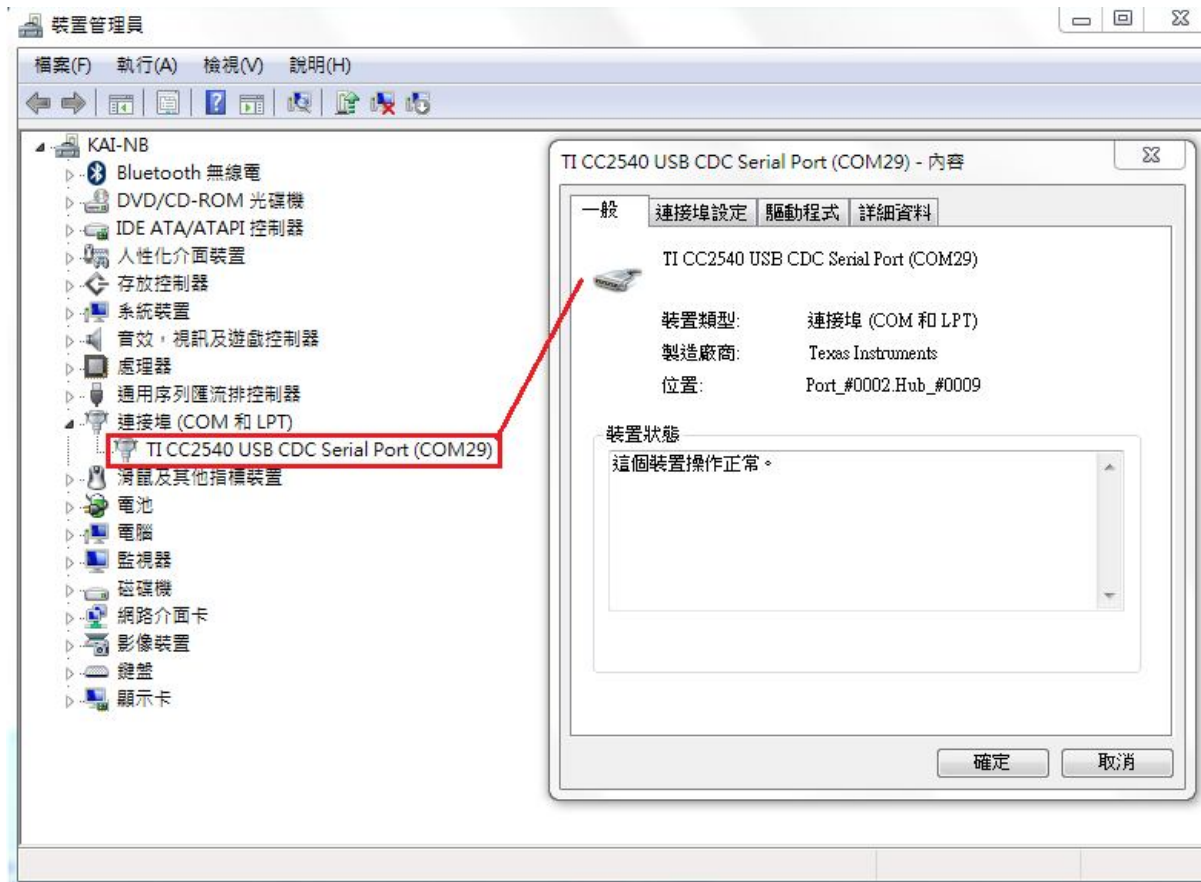 裝置管理員
檔案(F) 執行(A) 檢視(V) 說明(H)
KAI-NB
Bluetooth 無線電
DVD/CD-ROM 光碟機
IDE ATA/ATAPI 控制器
人性化介面裝置
存放控制器
系統裝置
音效，視訊及遊戲控制器
處理器
通用序列匯流排控制器
連接埠 (COM 和 LPT)
TI CC2540 USB CDC Serial Port (COM29)
滑鼠及其他指標裝置
電池
電腦
監視器
磁碟機
網路介面卡
影像裝置
鍵盤
顯示卡
TI CC2540 USB CDC Serial Port (COM29) - 內容
一般 連接埠設定 驅動程式 詳細資料
TI CC2540 USB CDC Serial Port (COM29)
裝置類型: 連接埠 (COM 和 LPT)
製造廠商: Texas Instruments
位置: Port_#0002.Hub_#0009
裝置狀態
這個裝置操作正常。
確定 取消